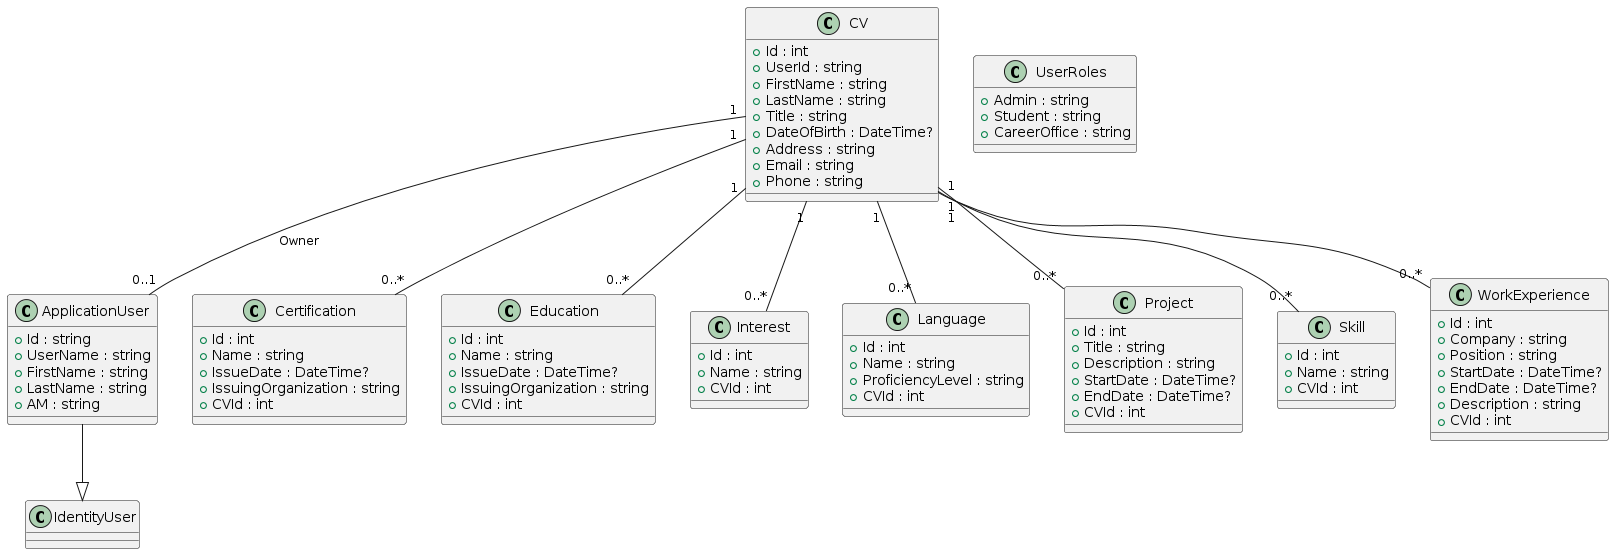 C CV
Id : int
UserId : string
FirstName : string
LastName : string
Title : string
DateOfBirth : DateTime?
Address : string
Email : string
Phone : string
C UserRoles
Admin : string
Student : string
CareerOffice : string
1
1
1
1
1
1
1
1
Owner
0..1
0..*
0..*
0..*
0..*
0..*
0..*
0..*
C ApplicationUser
Id : string
UserName : string
FirstName : string
LastName : string
AM : string
C Certification
Id : int
Name : string
IssueDate : DateTime?
IssuingOrganization : string
CVId : int
C Education
Id : int
Name : string
IssueDate : DateTime?
IssuingOrganization : string
CVId : int
C Interest
Id : int
Name : string
CVId : int
C Language
Id : int
Name : string
ProficiencyLevel : string
CVId : int
C Project
Id : int
Title : string
Description : string
StartDate : DateTime?
EndDate : DateTime?
CVId : int
C Skill
Id : int
Name : string
CVId : int
C WorkExperience
Id : int
Company : string
Position : string
StartDate : DateTime?
EndDate : DateTime?
Description : string
CVId : int
C IdentityUser